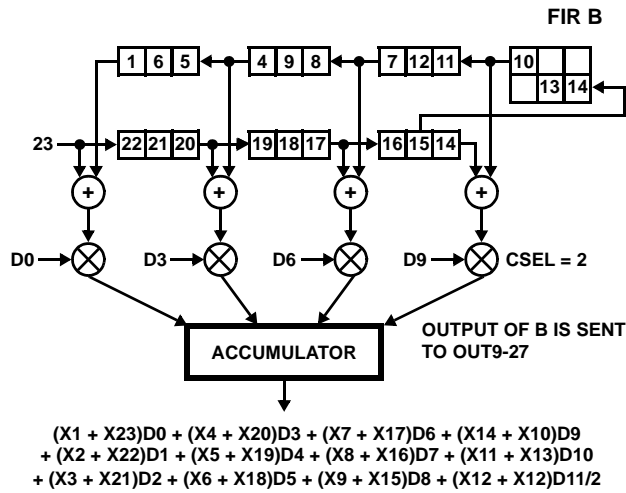 FIR B
1 6 5 4 9 8 7 12 11 10
13 14
23 22 21 20 19 18 17 16 15 14
+ + + +
D0 D3 D6 D9 CSEL = 2
OUTPUT OF B IS SENT
TO OUT9-27
ACCUMULATOR
(X1 + X23)D0 + (X4 + X20)D3 + (X7 + X17)D6 + (X14 + X10)D9
+ (X2 + X22)D1 + (X5 + X19)D4 + (X8 + X16)D7 + (X11 + X13)D10
+ (X3 + X21)D2 + (X6 + X18)D5 + (X9 + X15)D8 + (X12 + X12)D11/2